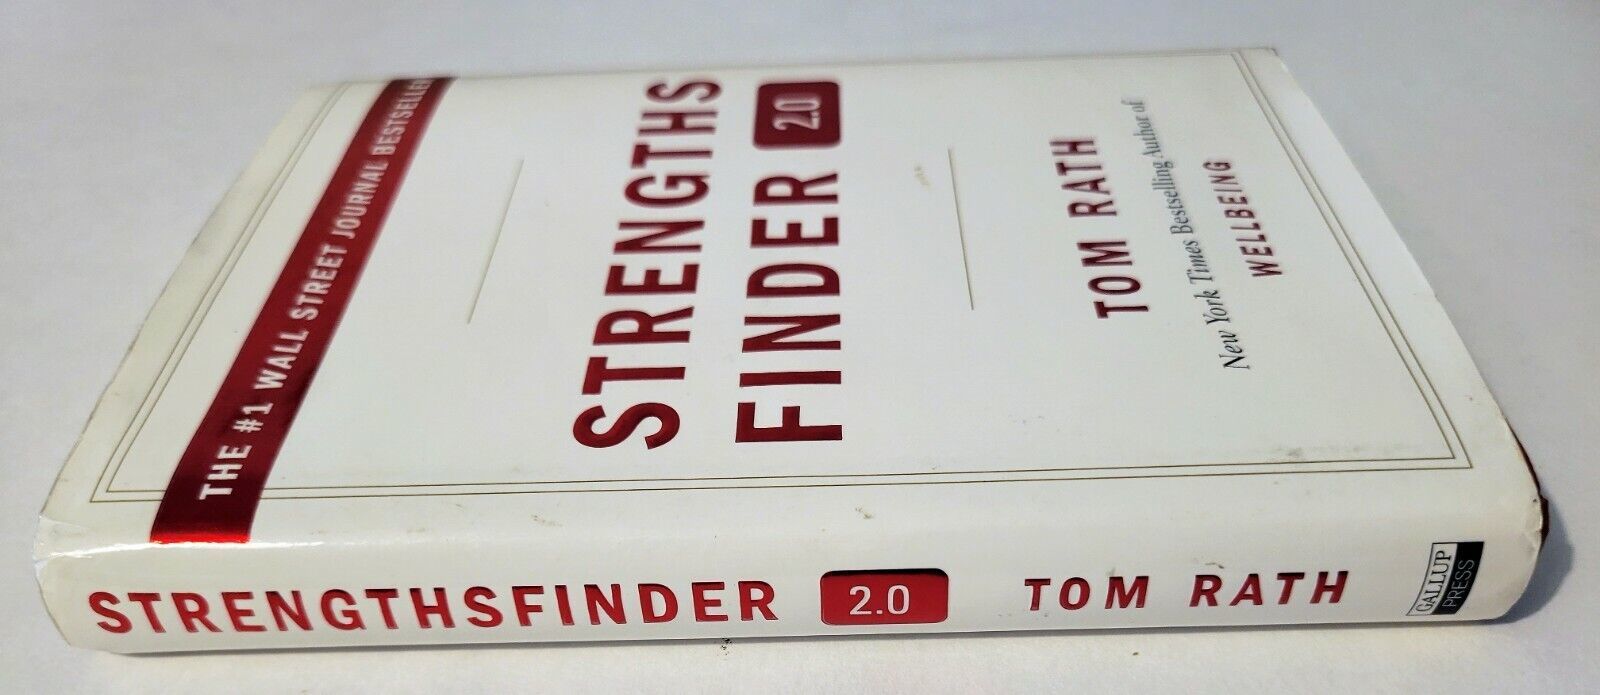 THE #1 WALL STREET JOURNAL BESTSELLER
STRENGTHS
FINDER 2.0
TOM RATH
New York Times Bestselling Author of
WELLBEING
STRENGTHSFINDER 2.0 TOM RATH
GALLUP
PRESS